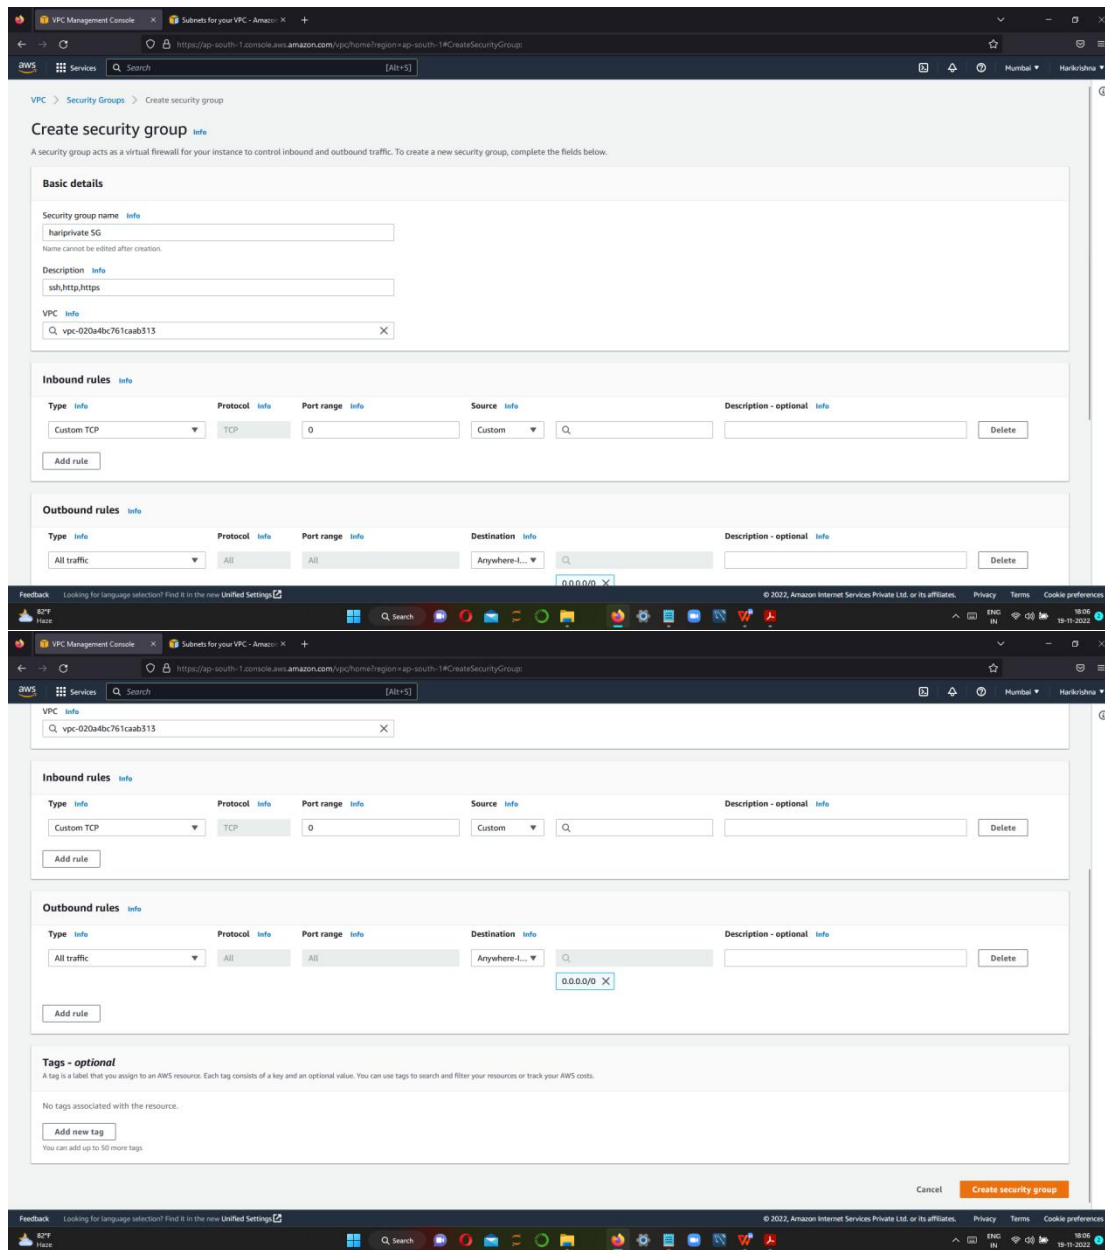 VPC Management Console × Subnets for your VPC - Amazo × +
https://ap-south-1.console.aws.amazon.com/vpc/home?region=ap-south-1#CreateSecurityGroup:
aws Services Search [Alt+S] Mumbai ▼ Harikrishna ▼
VPC > Security Groups > Create security group
Create security group Info
A security group acts as a virtual firewall for your instance to control inbound and outbound traffic. To create a new security group, complete the fields below.
Basic details
Security group name Info
hariprivate SG
Name cannot be edited after creation.
Description Info
ssh,http,https
VPC Info
vpc-020a4bc761caab313
Inbound rules Info
Type Info Protocol Info Port range Info Source Info Description - optional Info
Custom TCP TCP 0 Custom Delete
Add rule
Outbound rules Info
Type Info Protocol Info Port range Info Destination Info Description - optional Info
All traffic All All Anywhere-I... Delete
0.0.0.0/0
Feedback Looking for language selection? Find it in the new Unified Settings © 2022, Amazon Internet Services Private Ltd. or its affiliates. Privacy Terms Cookie preferences
82°F Haze Search ENG IN 18:06 19-11-2022 2
VPC Management Console × Subnets for your VPC - Amazo × +
https://ap-south-1.console.aws.amazon.com/vpc/home?region=ap-south-1#CreateSecurityGroup:
aws Services Search [Alt+S] Mumbai ▼ Harikrishna ▼
VPC Info
vpc-020a4bc761caab313
Inbound rules Info
Type Info Protocol Info Port range Info Source Info Description - optional Info
Custom TCP TCP 0 Custom Delete
Add rule
Outbound rules Info
Type Info Protocol Info Port range Info Destination Info Description - optional Info
All traffic All All Anywhere-I... Delete
0.0.0.0/0
Add rule
Tags - optional
A tag is a label that you assign to an AWS resource. Each tag consists of a key and an optional value. You can use tags to search and filter your resources or track your AWS costs.
No tags associated with the resource.
Add new tag
You can add up to 50 more tags
Cancel Create security group
Feedback Looking for language selection? Find it in the new Unified Settings © 2022, Amazon Internet Services Private Ltd. or its affiliates. Privacy Terms Cookie preferences
82°F Haze Search ENG IN 18:06 19-11-2022 2